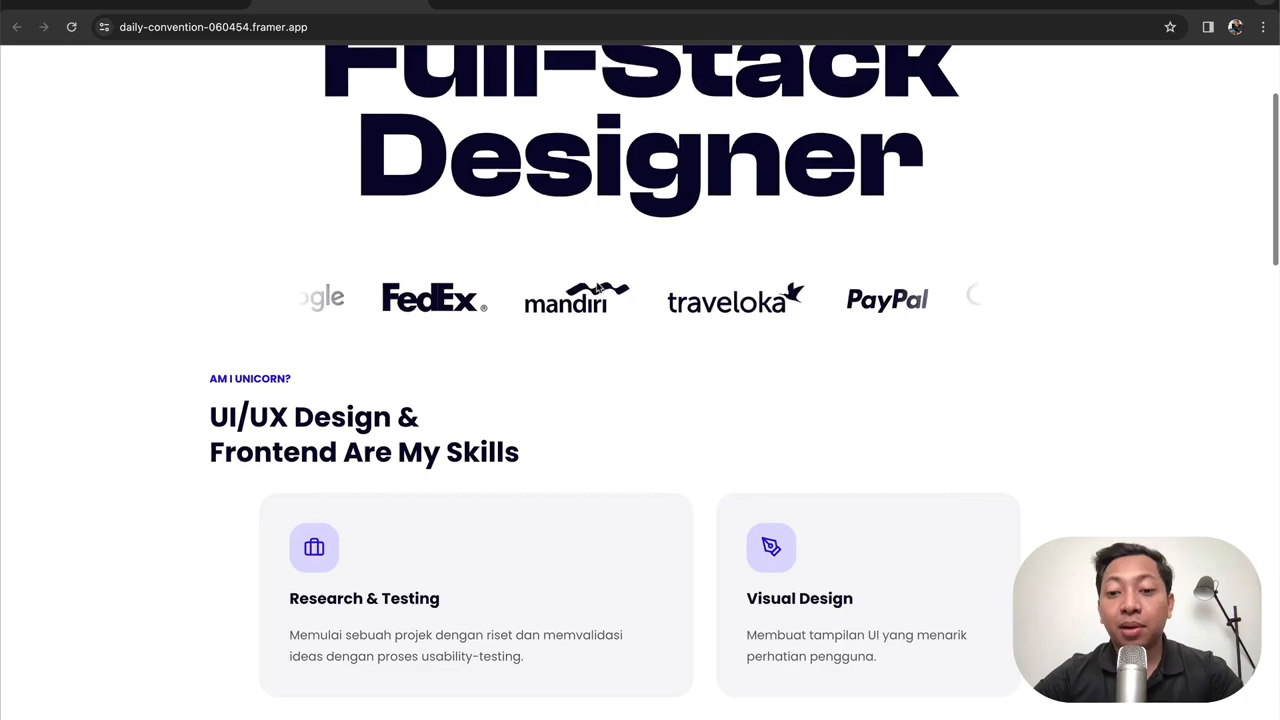 daily-convention-060454.framer.app
Full-Stack
Designer
ogle FedEx® mandiri traveloka PayPal
AM I UNICORN?
UI/UX Design &
Frontend Are My Skills
Research & Testing
Memulai sebuah projek dengan riset dan memvalidasi
ideas dengan proses usability-testing.
Visual Design
Membuat tampilan UI yang menarik
perhatian pengguna.